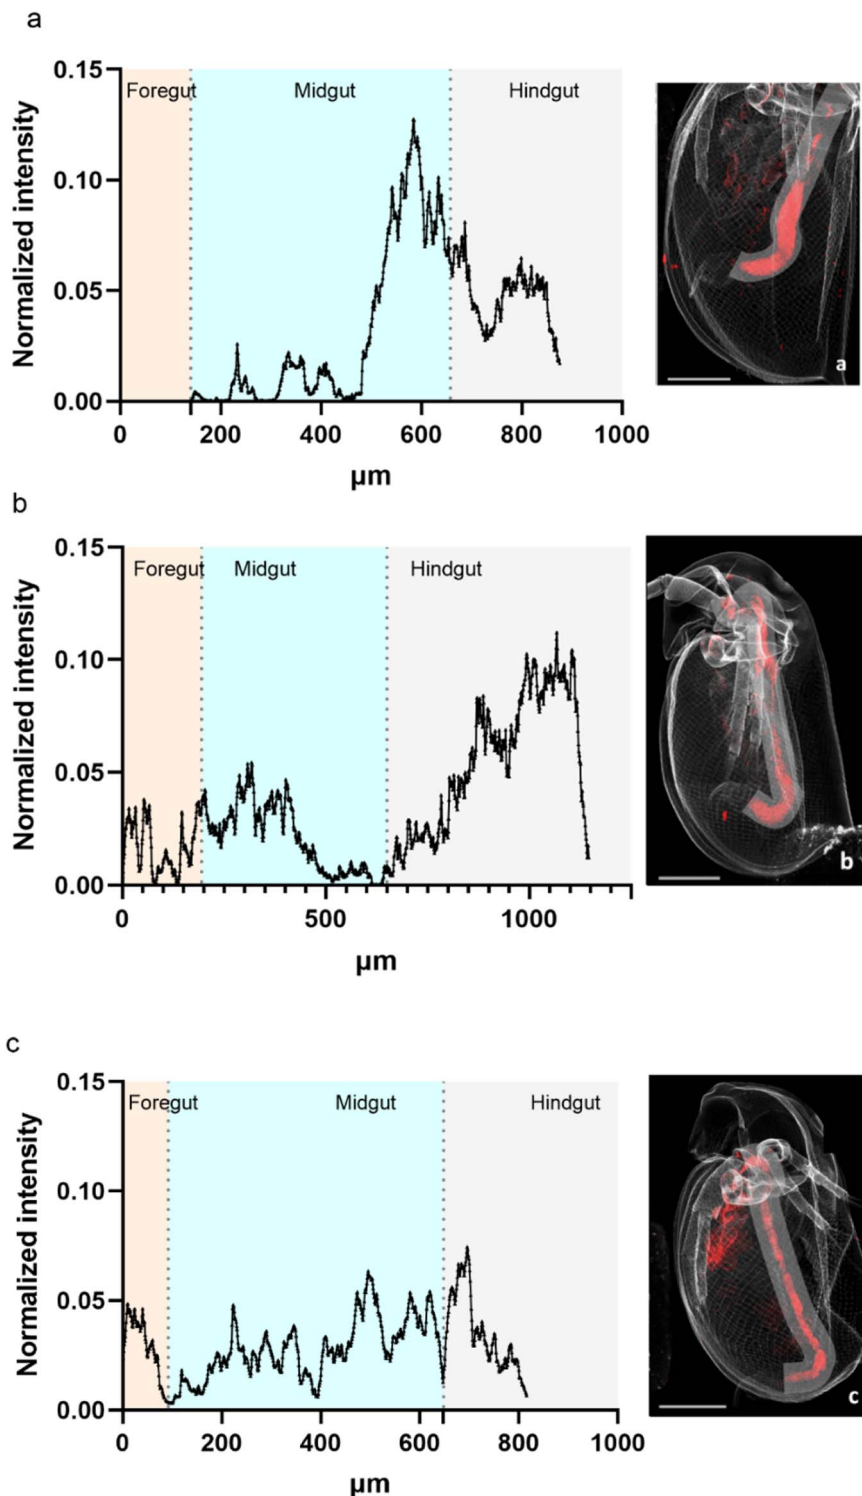 a
0.15
Foregut Midgut Hindgut
0.10
Normalized intensity
0.05
0.00
0 200 400 600 800 1000
µm
a
b
0.15
Foregut Midgut Hindgut
0.10
Normalized intensity
0.05
0.00
0 500 1000
µm
b
c
0.15
Foregut Midgut Hindgut
0.10
Normalized intensity
0.05
0.00
0 200 400 600 800 1000
µm
c